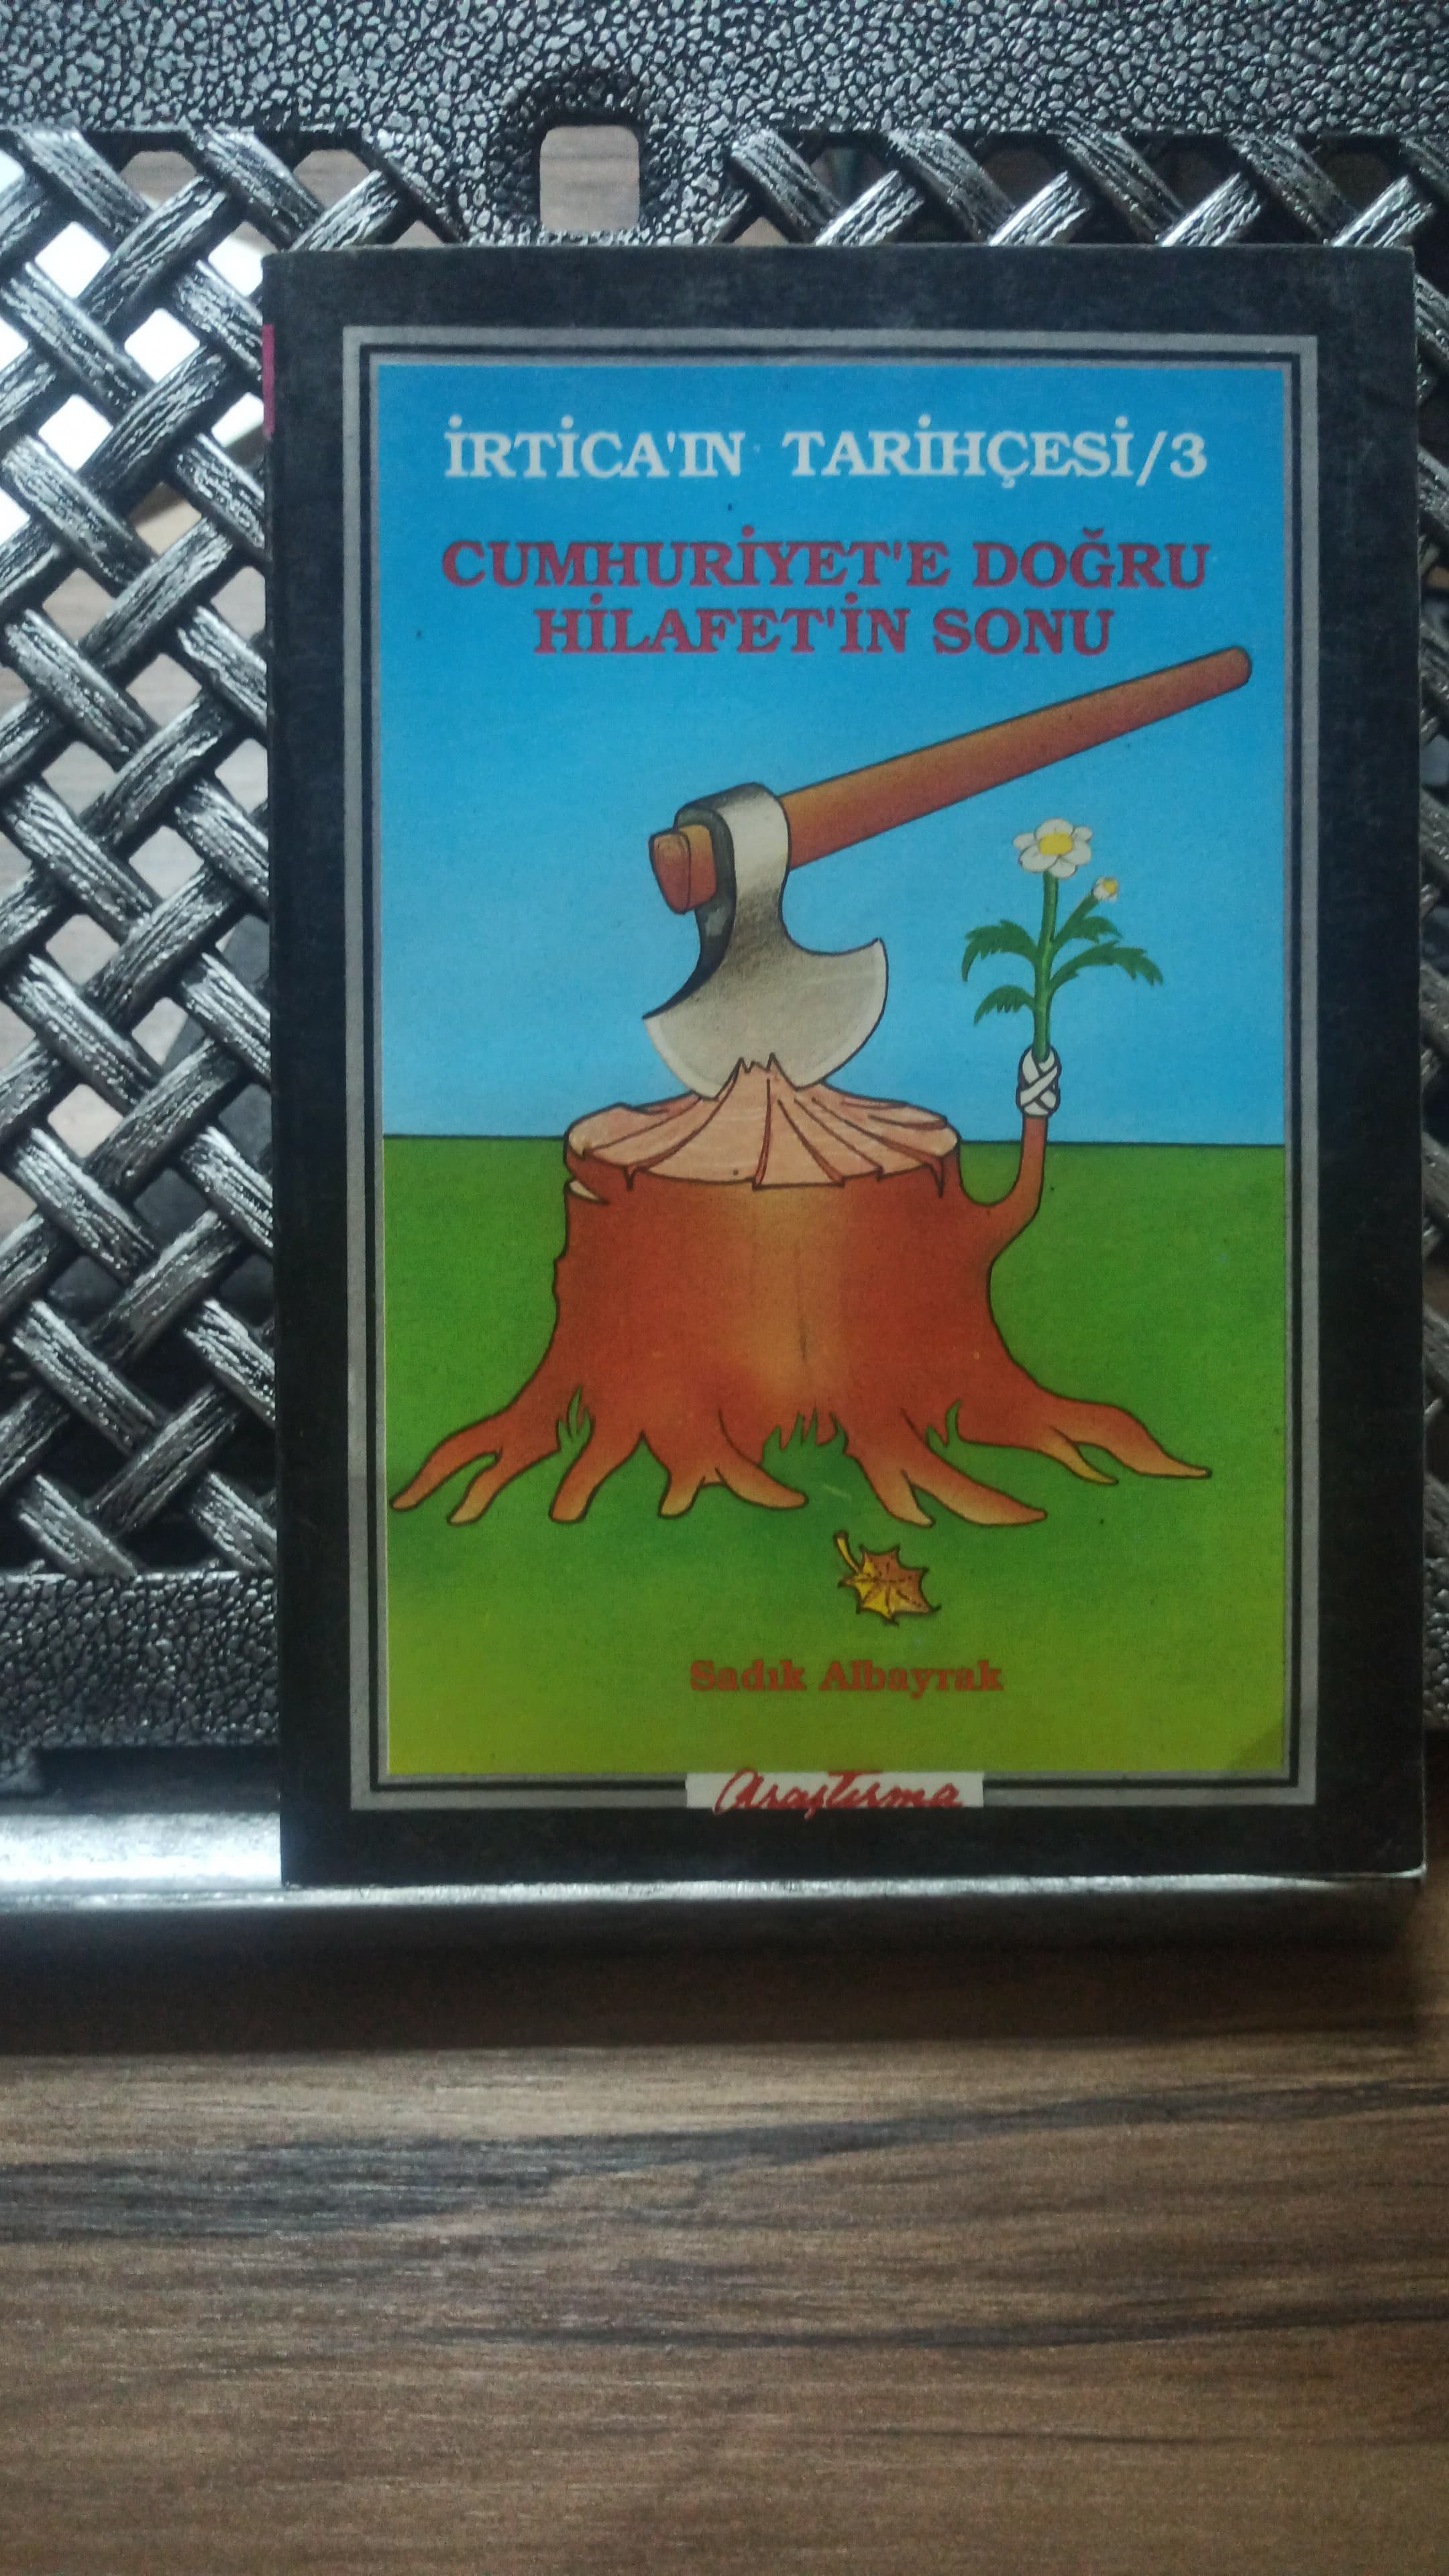 İRTİCA'IN TARİHÇESİ/3
CUMHURİYET'E DOĞRU
HİLAFET'İN SONU
Sadık Albayrak
Araştırma